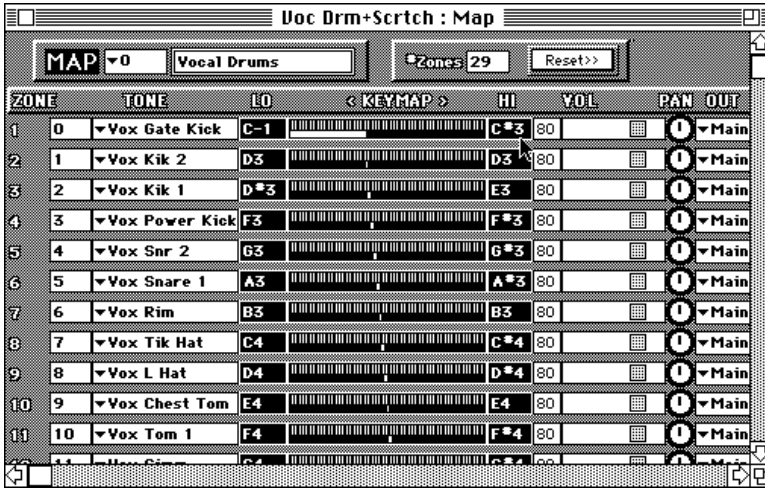 Voc Drm+Scrtch : Map
MAP 0 Vocal Drums #Zones 29 Reset>>
ZONE TONE LO < KEYMAP > HI VOL PAN OUT
1 0 Vox Gate Kick C-1 C#3 80 Main
2 1 Vox Kik 2 D3 D3 80 Main
3 2 Vox Kik 1 D#3 E3 80 Main
4 3 Vox Power Kick F3 F#3 80 Main
5 4 Vox Snr 2 G3 G#3 80 Main
6 5 Vox Snare 1 A3 A#3 80 Main
7 6 Vox Rim B3 B3 80 Main
8 7 Vox Tik Hat C4 C#4 80 Main
9 8 Vox L Hat D4 D#4 80 Main
10 9 Vox Chest Tom E4 E4 80 Main
11 10 Vox Tom 1 F4 F#4 80 Main